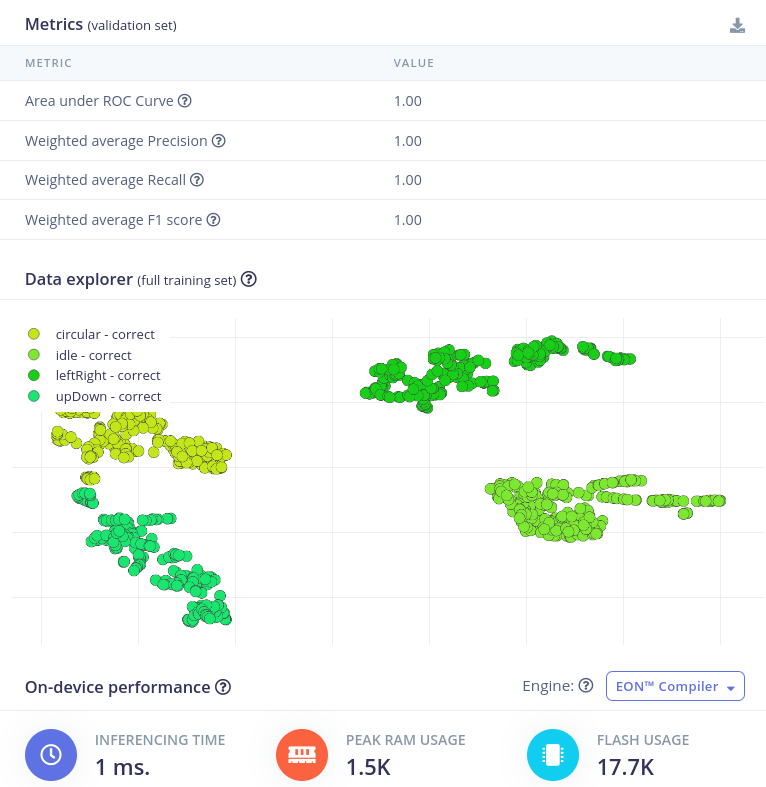 Metrics (validation set)
METRIC VALUE
Area under ROC Curve ? 1.00
Weighted average Precision ? 1.00
Weighted average Recall ? 1.00
Weighted average F1 score ? 1.00
Data explorer (full training set) ?
circular - correct
idle - correct
leftRight - correct
upDown - correct
On-device performance ? Engine: ? EON™ Compiler
INFERENCING TIME PEAK RAM USAGE FLASH USAGE
1 ms. 1.5K 17.7K